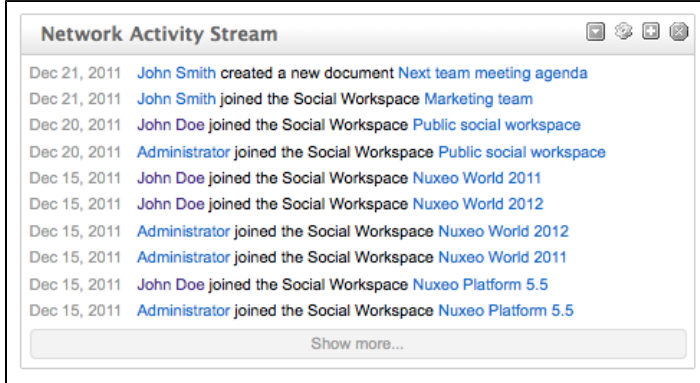 Network Activity Stream
Dec 21, 2011 John Smith created a new document Next team meeting agenda
Dec 21, 2011 John Smith joined the Social Workspace Marketing team
Dec 20, 2011 John Doe joined the Social Workspace Public social workspace
Dec 20, 2011 Administrator joined the Social Workspace Public social workspace
Dec 15, 2011 John Doe joined the Social Workspace Nuxeo World 2011
Dec 15, 2011 John Doe joined the Social Workspace Nuxeo World 2012
Dec 15, 2011 Administrator joined the Social Workspace Nuxeo World 2012
Dec 15, 2011 Administrator joined the Social Workspace Nuxeo World 2011
Dec 15, 2011 John Doe joined the Social Workspace Nuxeo Platform 5.5
Dec 15, 2011 Administrator joined the Social Workspace Nuxeo Platform 5.5
Show more...